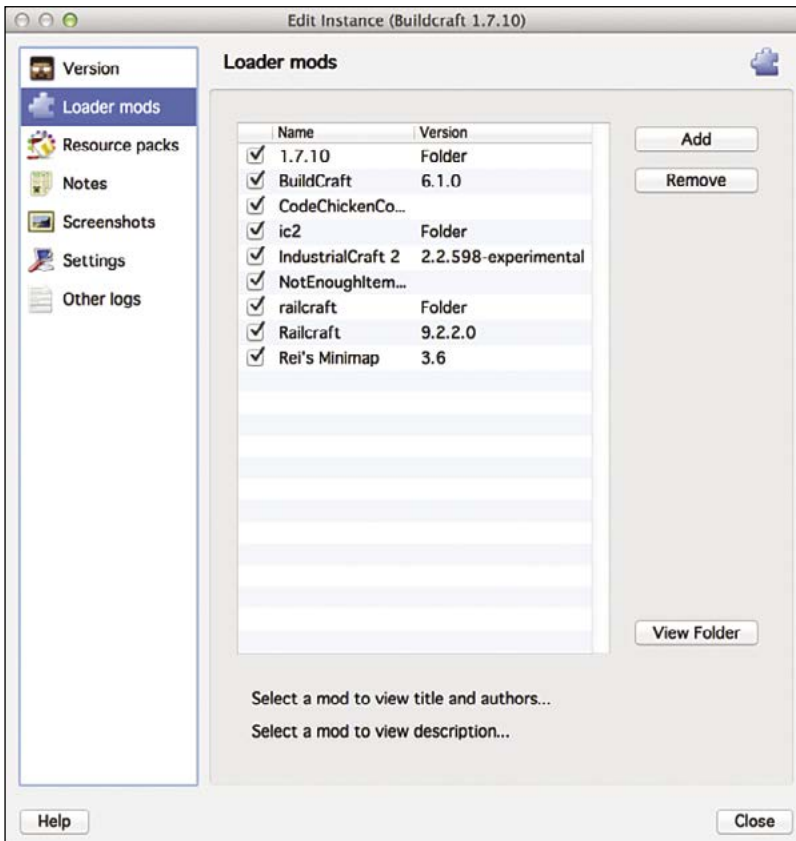 Edit Instance (Buildcraft 1.7.10)
Version
Loader mods
Resource packs
Notes
Screenshots
Settings
Other logs
Loader mods
Name Version
1.7.10 Folder
BuildCraft 6.1.0
CodeChickenCo...
ic2 Folder
IndustrialCraft 2 2.2.598-experimental
NotEnoughItem...
railcraft Folder
Railcraft 9.2.2.0
Rei's Minimap 3.6
Add
Remove
View Folder
Select a mod to view title and authors...
Select a mod to view description...
Help
Close